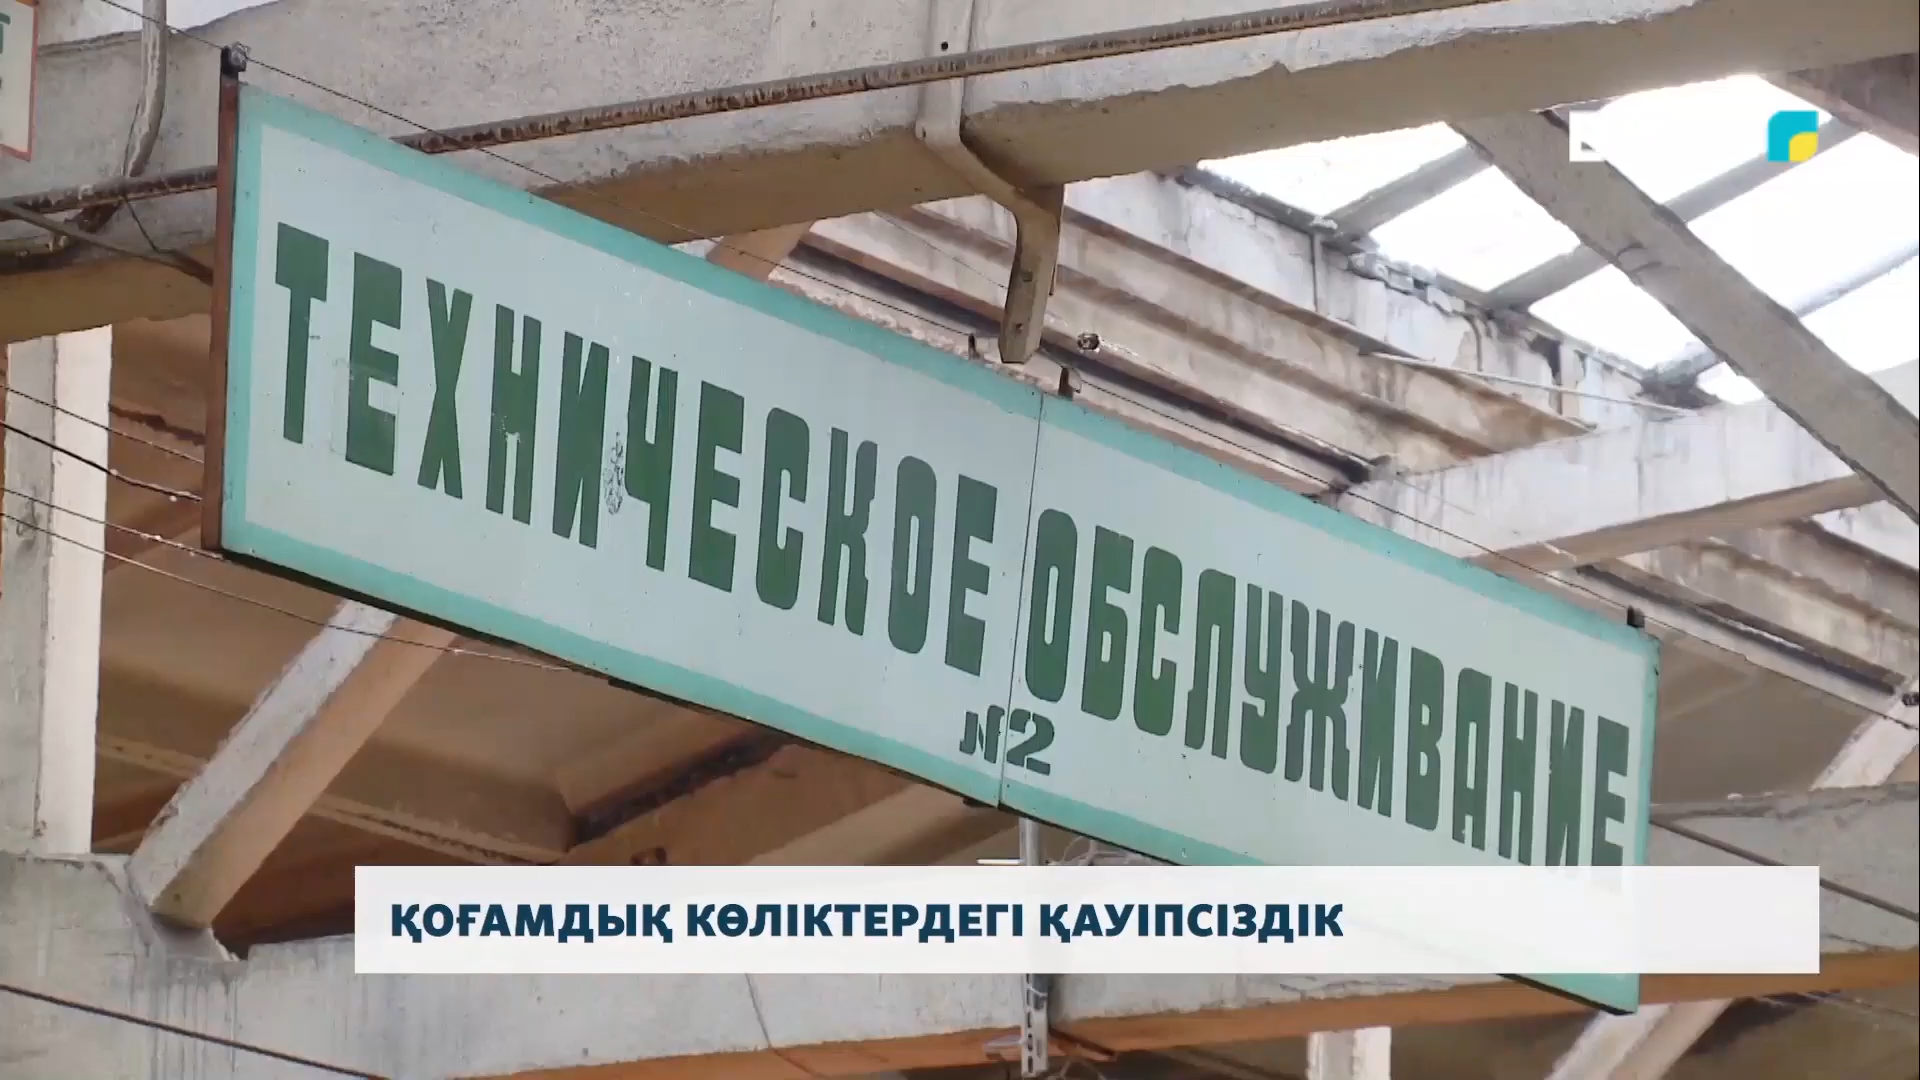 ТЕХНИЧЕСКОЕ ОБСЛУЖИВАНИЕ
№2
ҚОҒАМДЫҚ КӨЛІКТЕРДЕГІ ҚАУІПСІЗДІК